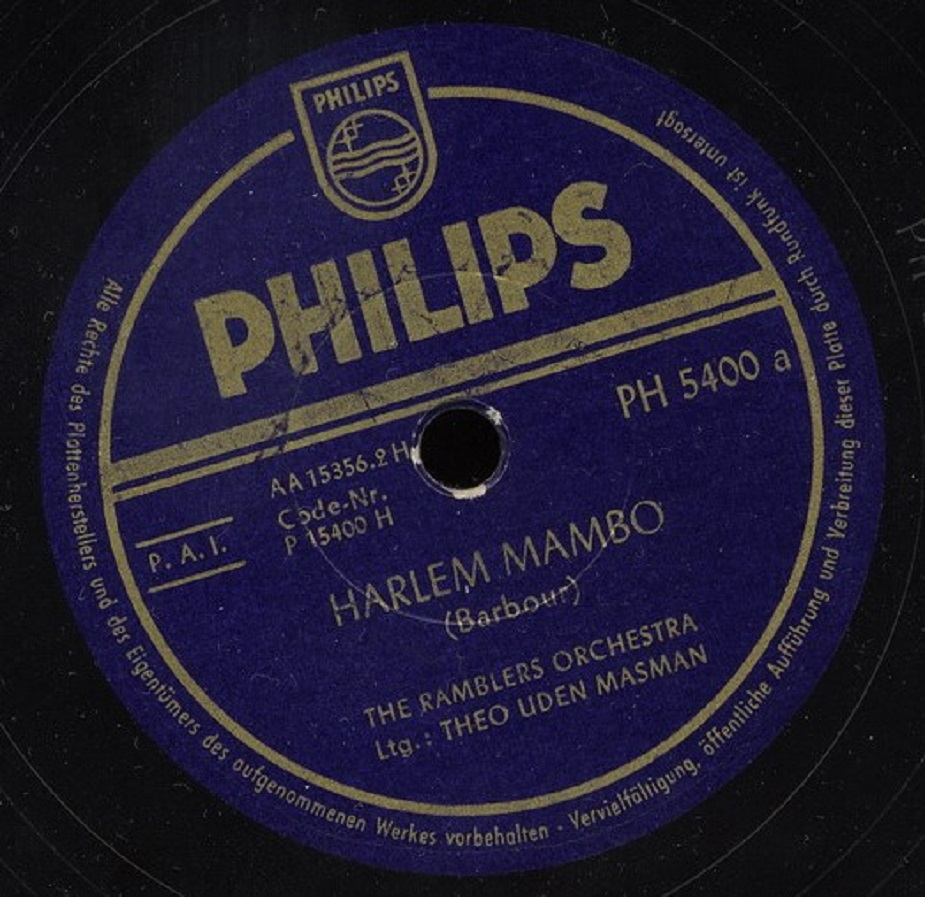 PHILIPS
PHILIPS
PH 5400 a
AA 15356.2 H
Code-Nr.
P 15400 H
P. A. I.
HARLEM MAMBO
(Barbour)
THE RAMBLERS ORCHESTRA
Ltg.: THEO UDEN MASMAN
Alle Rechte des Plattenherstellers und des Eigentümers des aufgenommenen Werkes vorbehalten · Vervielfältigung, öffentliche Aufführung und Verbreitung dieser Platte durch Rundfunk ist untersagt
PH